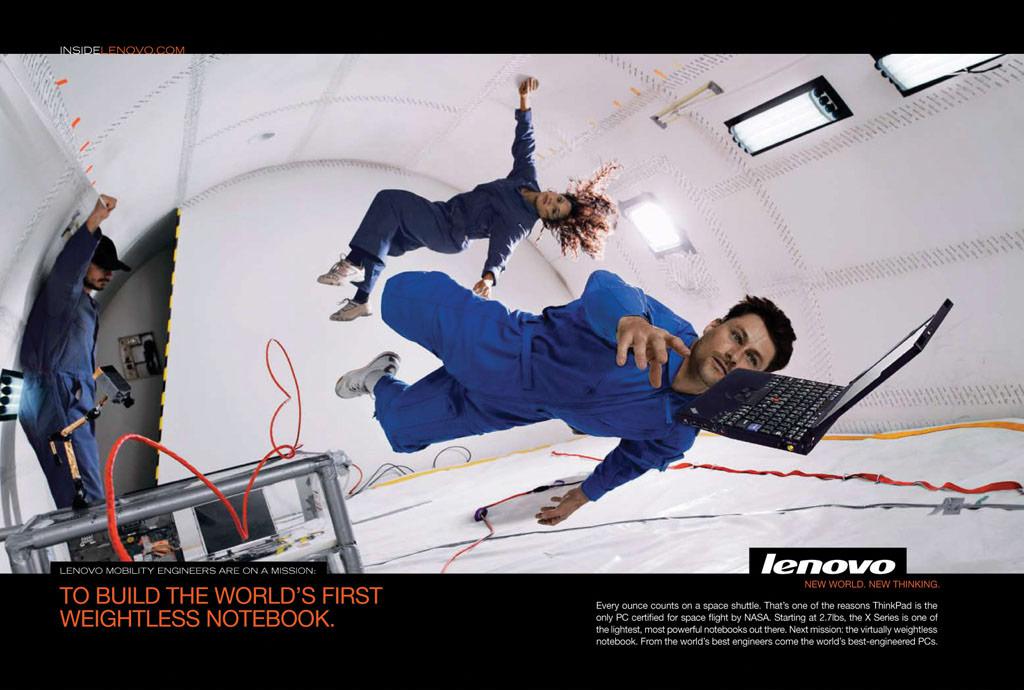 INSIDELENOVO.COM
LENOVO MOBILITY ENGINEERS ARE ON A MISSION:
TO BUILD THE WORLD'S FIRST
WEIGHTLESS NOTEBOOK.
lenovo
NEW WORLD. NEW THINKING.
Every ounce counts on a space shuttle. That's one of the reasons ThinkPad is the
only PC certified for space flight by NASA. Starting at 2.7lbs, the X Series is one of
the lightest, most powerful notebooks out there. Next mission: the virtually weightless
notebook. From the world's best engineers come the world's best-engineered PCs.